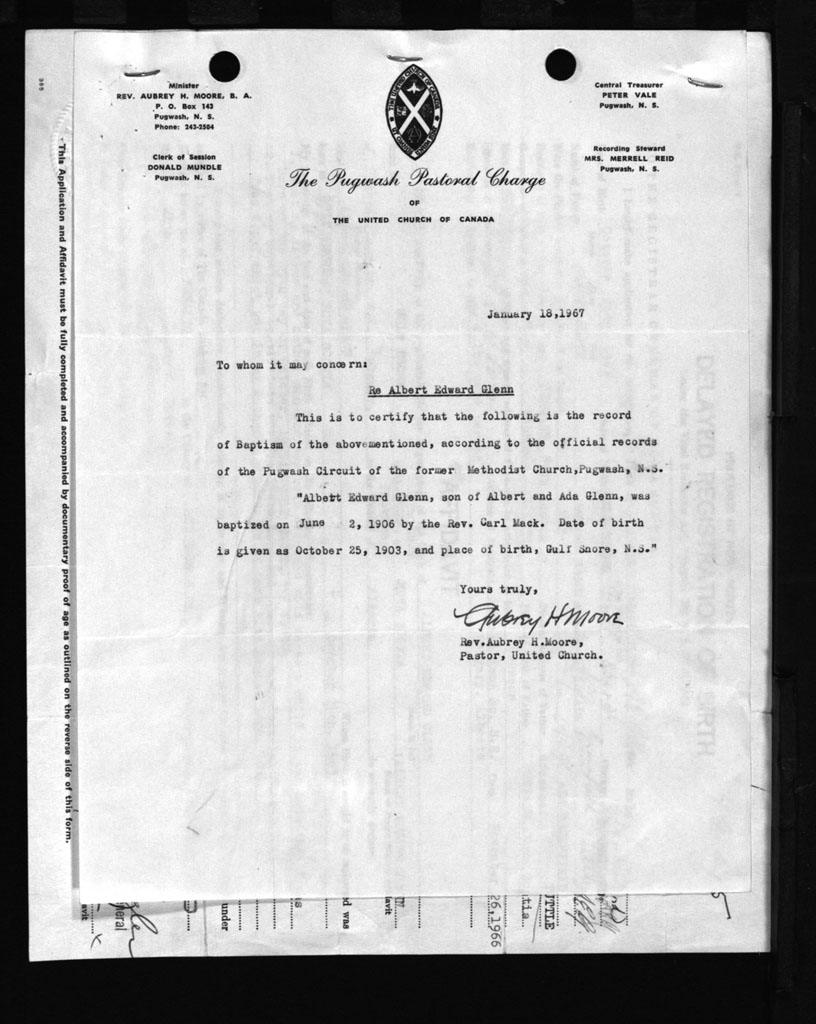 Minister
REV. AUBREY H. MOORE, B. A.
P. O. Box 143
Pugwash, N. S.
Phone: 243-2504
Clerk of Session
DONALD MUNDLE
Pugwash, N. S.
Central Treasurer
PETER VALE
Pugwash, N. S.
Recording Steward
MRS. MERRELL REID
Pugwash, N. S.
The Pugwash Pastoral Charge
OF
THE UNITED CHURCH OF CANADA
January 18,1967
To whom it may concern:
Re Albert Edward Glenn
This is to certify that the following is the record
of Baptism of the abovementioned, according to the official records
of the Pugwash Circuit of the former Methodist Church,Pugwash, N.S.
"Albert Edward Glenn, son of Albert and Ada Glenn, was
baptized on June 2, 1906 by the Rev. Carl Mack. Date of birth
is given as October 25, 1903, and place of birth, Gulf Shore, N.S."
Yours truly,
Aubrey H Moore
Rev.Aubrey H.Moore,
Pastor, United Church.
This Application and Affidavit must be fully completed and accompanied by documentary proof of age as outlined on the reverse side of this form.
under
d was
26,1966